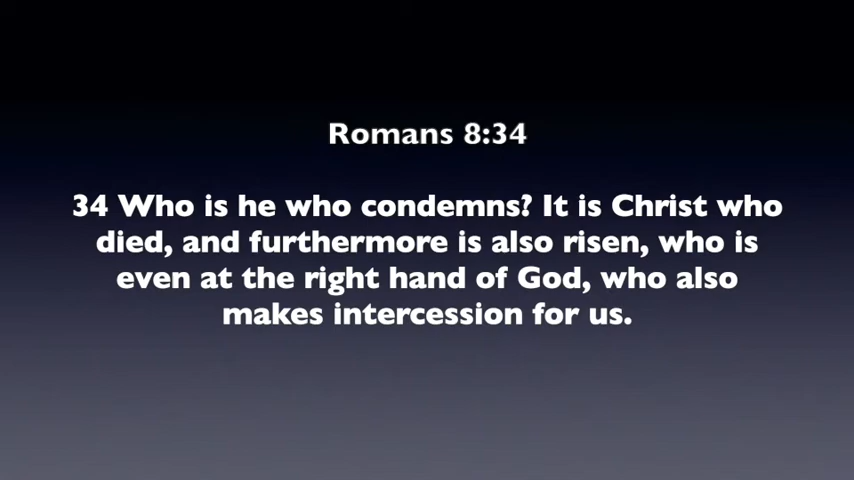 Romans 8:34
34 Who is he who condemns? It is Christ who
died, and furthermore is also risen, who is
even at the right hand of God, who also
makes intercession for us.